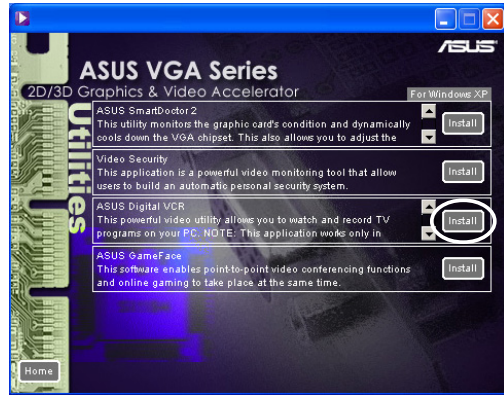 ASUS
ASUS VGA Series
2D/3D Graphics & Video Accelerator
For Windows XP
Utilities
ASUS SmartDoctor 2
This utility monitors the graphic card's condition and dynamically
cools down the VGA chipset. This also allows you to adjust the
Install
Video Security
This application is a powerful video monitoring tool that allow
users to build an automatic personal security system.
Install
ASUS Digital VCR
This powerful video utility allows you to watch and record TV
programs on your PC. NOTE: This application works only in
Install
ASUS GameFace
This software enables point-to-point video conferencing functions
and online gaming to take place at the same time.
Install
Home